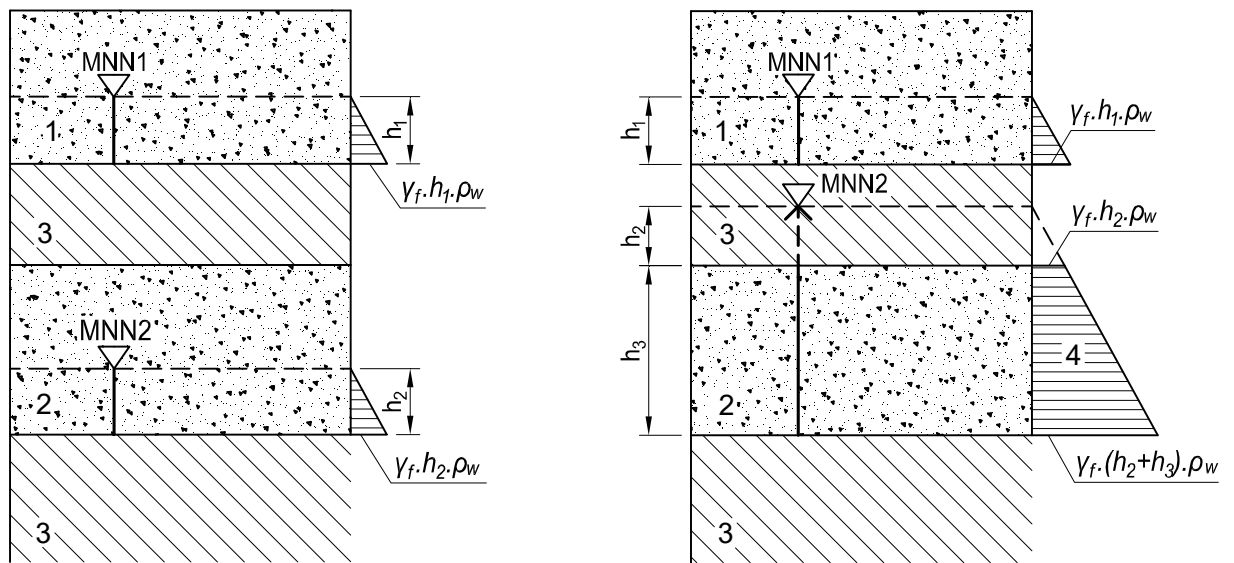 MNN1
1
h₁
γf.h₁.ρw
3
MNN2
2
h₂
γf.h₂.ρw
3
MNN1
h₁
1
γf.h₁.ρw
MNN2
h₂
3
γf.h₂.ρw
h₃
4
2
γf.(h₂+h₃).ρw
3